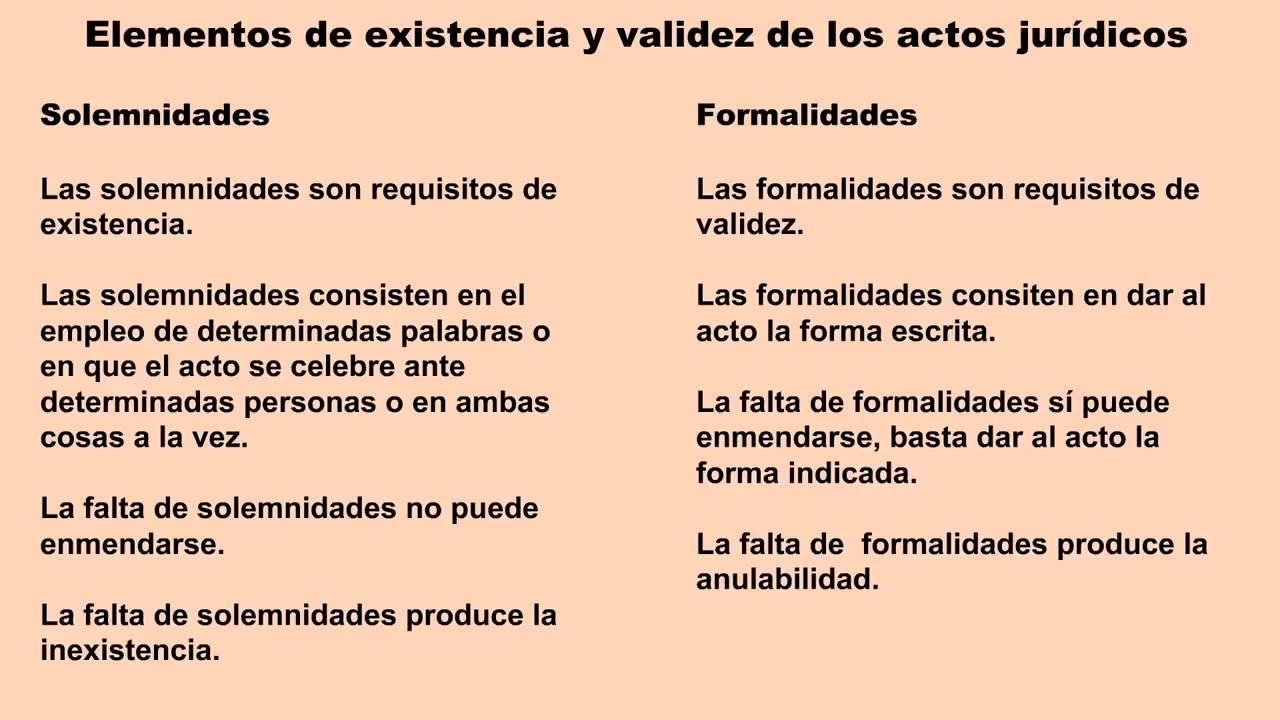 Elementos de existencia y validez de los actos jurídicos
Solemnidades
Las solemnidades son requisitos de
existencia.
Las solemnidades consisten en el
empleo de determinadas palabras o
en que el acto se celebre ante
determinadas personas o en ambas
cosas a la vez.
La falta de solemnidades no puede
enmendarse.
La falta de solemnidades produce la
inexistencia.
Formalidades
Las formalidades son requisitos de
validez.
Las formalidades consiten en dar al
acto la forma escrita.
La falta de formalidades sí puede
enmendarse, basta dar al acto la
forma indicada.
La falta de  formalidades produce la
anulabilidad.